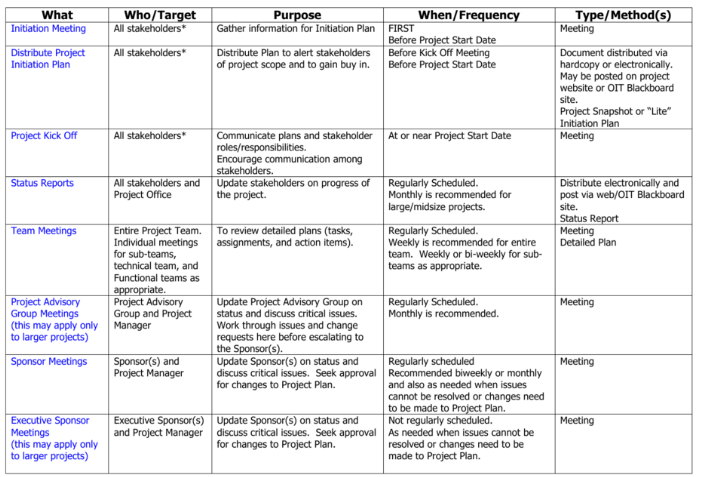 What Who/Target Purpose When/Frequency Type/Method(s)
Initiation Meeting
All stakeholders*
Gather information for Initiation Plan
FIRST
Before Project Start Date
Meeting
Distribute Project
Initiation Plan
All stakeholders*
Distribute Plan to alert stakeholders
of project scope and to gain buy in.
Before Kick Off Meeting
Before Project Start Date
Document distributed via
hardcopy or electronically.
May be posted on project
website or OIT Blackboard
site.
Project Snapshot or “Lite”
Initiation Plan
Project Kick Off
All stakeholders*
Communicate plans and stakeholder
roles/responsibilities.
Encourage communication among
stakeholders.
At or near Project Start Date
Meeting
Status Reports
All stakeholders and
Project Office
Update stakeholders on progress of
the project.
Regularly Scheduled.
Monthly is recommended for
large/midsize projects.
Distribute electronically and
post via web/OIT Blackboard
site.
Status Report
Team Meetings
Entire Project Team.
Individual meetings
for sub-teams,
technical team, and
Functional teams as
appropriate.
To review detailed plans (tasks,
assignments, and action items).
Regularly Scheduled.
Weekly is recommended for entire
team. Weekly or bi-weekly for sub-
teams as appropriate.
Meeting
Detailed Plan
Project Advisory
Group Meetings
(this may apply only
to larger projects)
Project Advisory
Group and Project
Manager
Update Project Advisory Group on
status and discuss critical issues.
Work through issues and change
requests here before escalating to
the Sponsor(s).
Regularly Scheduled.
Monthly is recommended.
Meeting
Sponsor Meetings
Sponsor(s) and
Project Manager
Update Sponsor(s) on status and
discuss critical issues. Seek approval
for changes to Project Plan.
Regularly scheduled
Recommended biweekly or monthly
and also as needed when issues
cannot be resolved or changes need
to be made to Project Plan.
Meeting
Executive Sponsor
Meetings
(this may apply only
to larger projects)
Executive Sponsor(s)
and Project Manager
Update Sponsor(s) on status and
discuss critical issues. Seek approval
for changes to Project Plan.
Not regularly scheduled.
As needed when issues cannot be
resolved or changes need to be
made to Project Plan.
Meeting